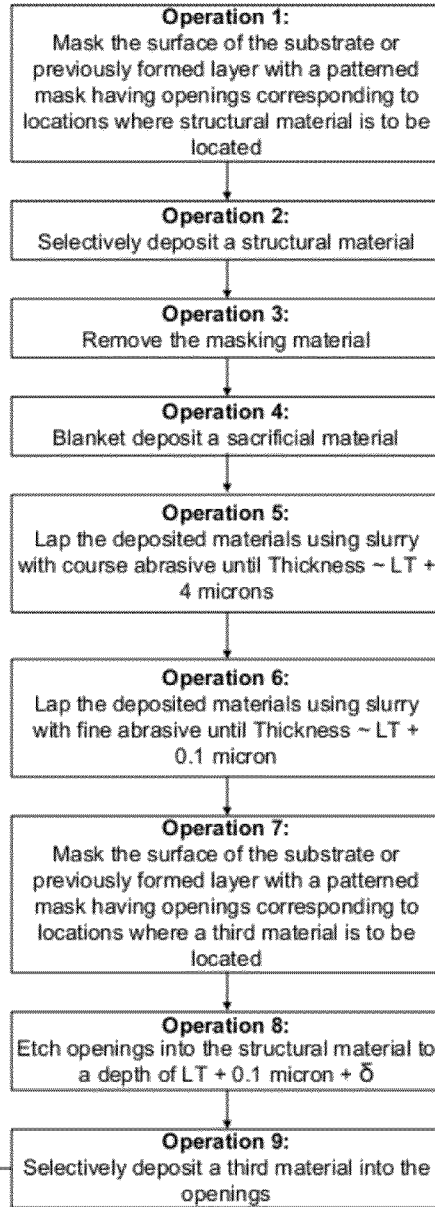 Operation 1:
Mask the surface of the substrate or
previously formed layer with a patterned
mask having openings corresponding to
locations where structural material is to be
located
Operation 2:
Selectively deposit a structural material
Operation 3:
Remove the masking material
Operation 4:
Blanket deposit a sacrificial material
Operation 5:
Lap the deposited materials using slurry
with course abrasive until Thickness ~ LT +
4 microns
Operation 6:
Lap the deposited materials using slurry
with fine abrasive until Thickness ~ LT +
0.1 micron
Operation 7:
Mask the surface of the substrate or
previously formed layer with a patterned
mask having openings corresponding to
locations where a third material is to be
located
Operation 8:
Etch openings into the structural material to
a depth of LT + 0.1 micron + δ
Operation 9:
Selectively deposit a third material into the
openings